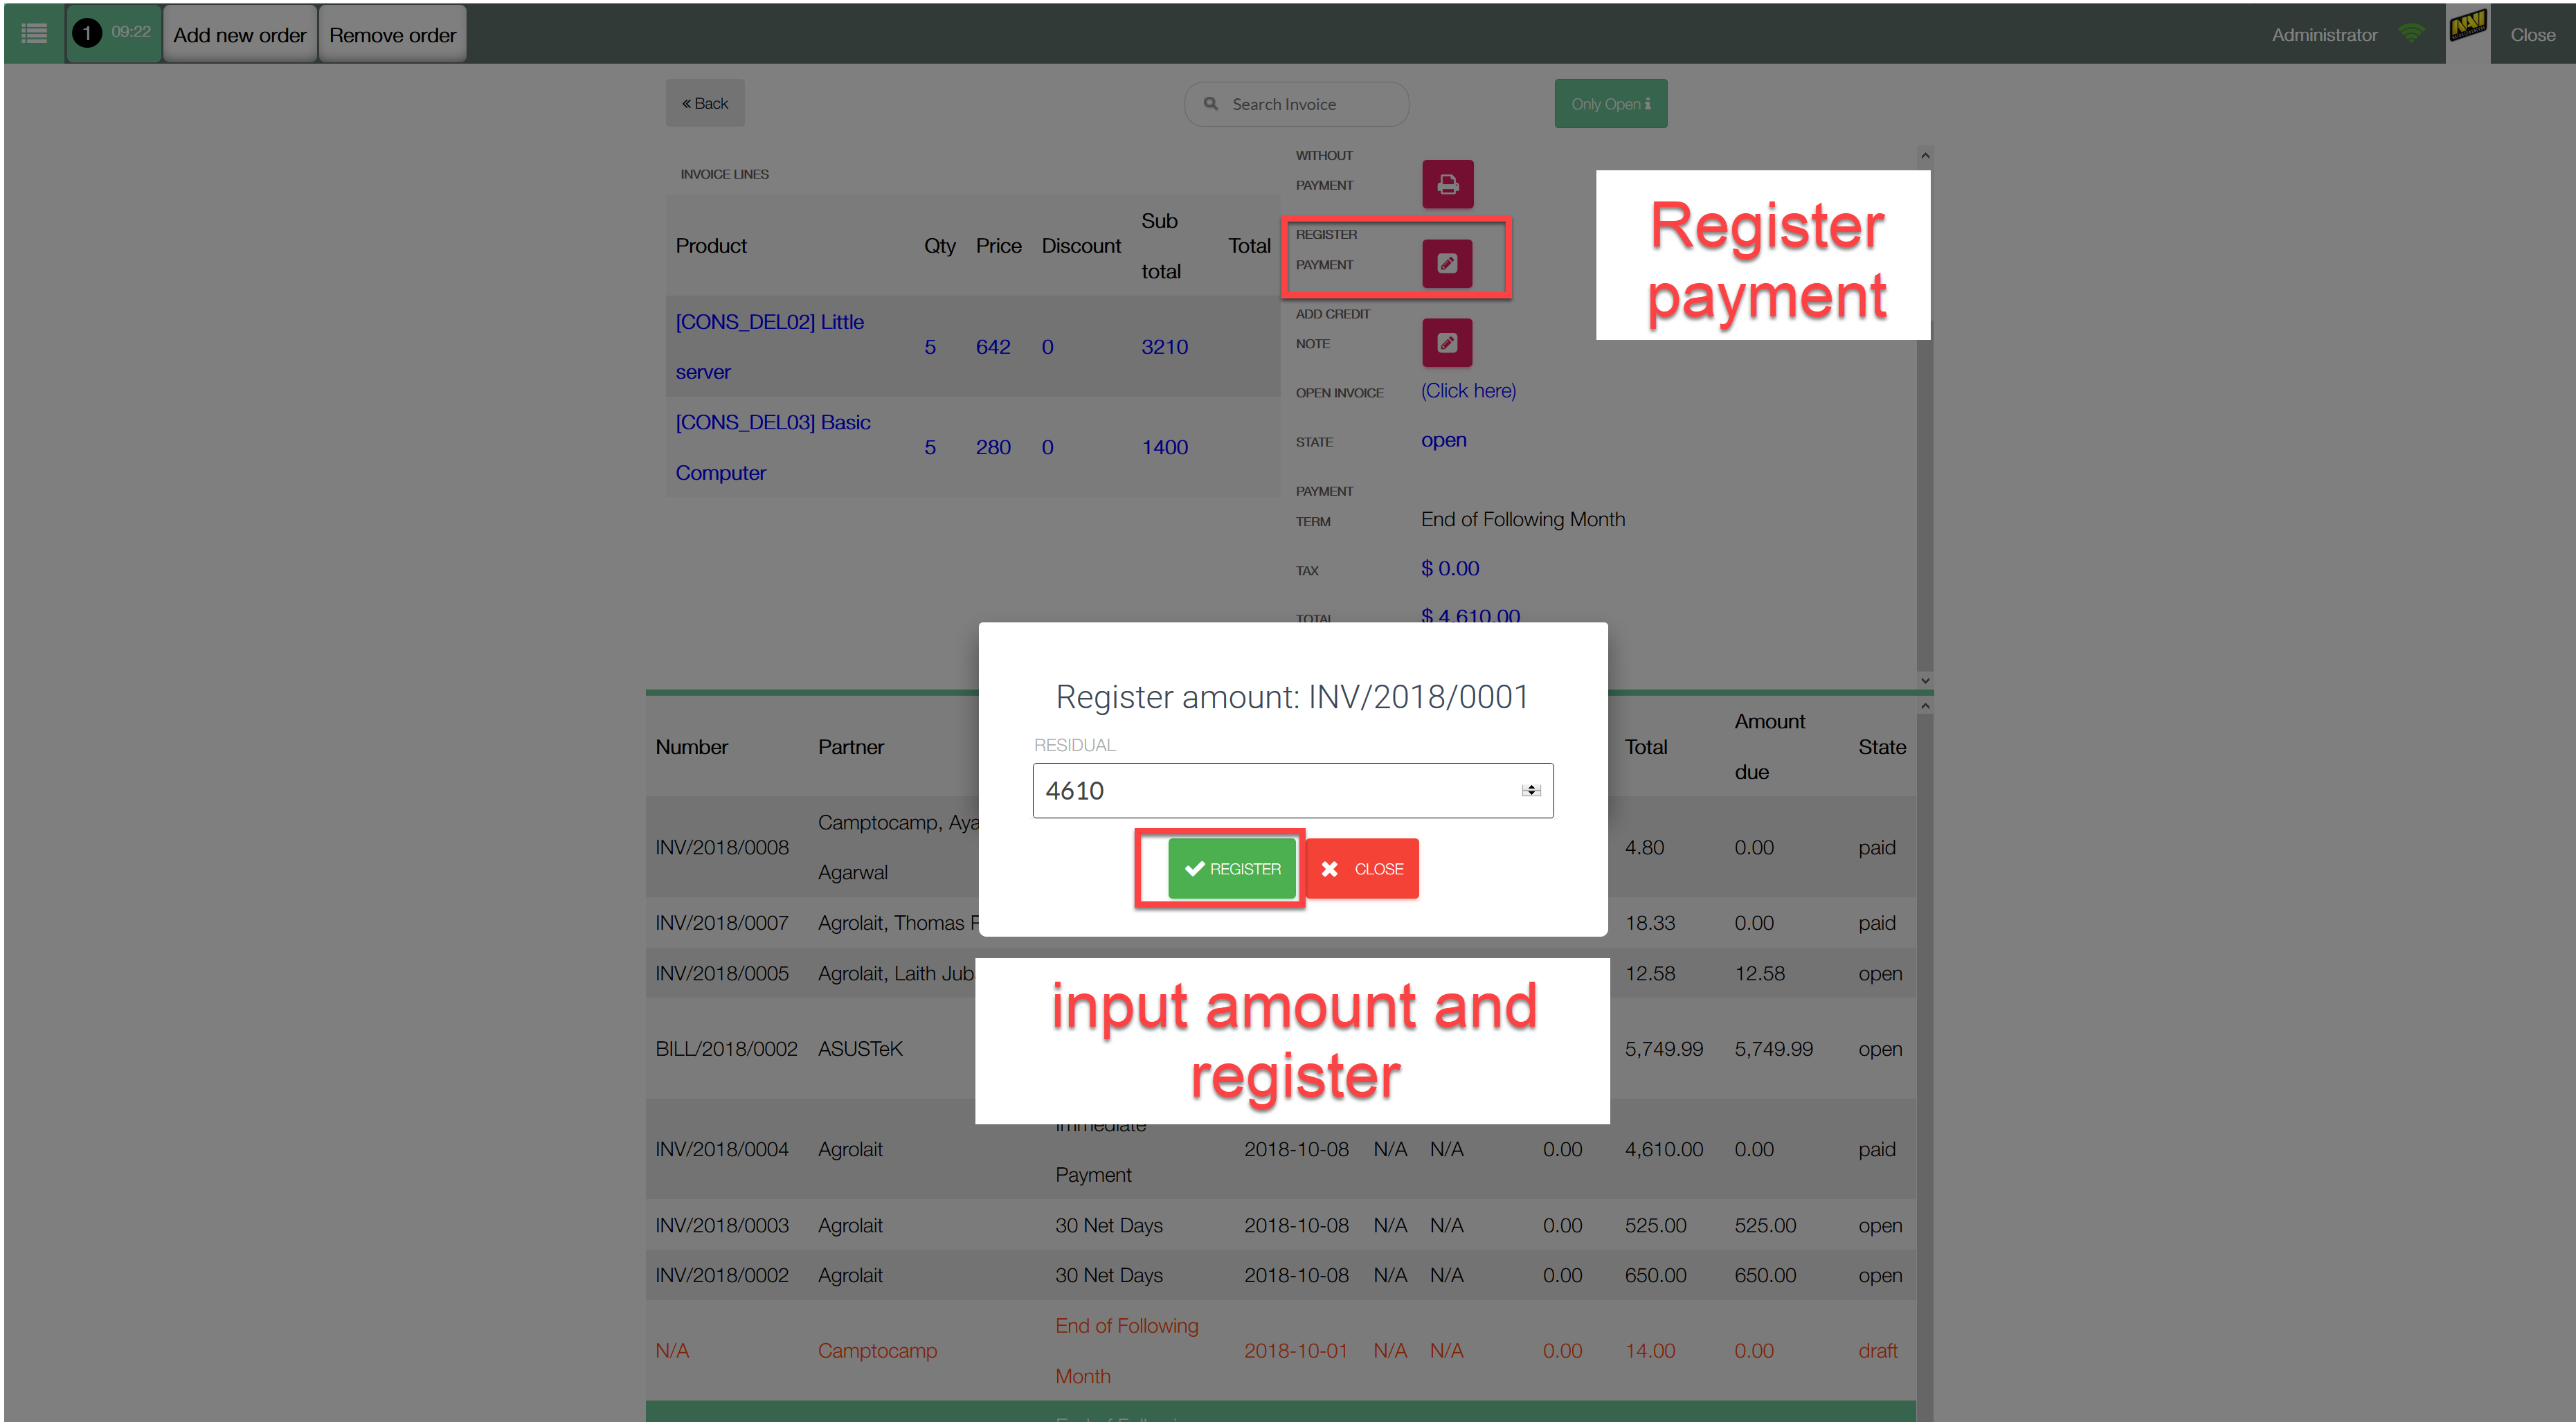 1 09:22 Add new order Remove order Administrator Close
« Back Search Invoice Only Open i
INVOICE LINES
Product Qty Price Discount Sub total Total
[CONS_DEL02] Little server 5 642 0 3210
[CONS_DEL03] Basic Computer 5 280 0 1400
WITHOUT
PAYMENT
REGISTER
PAYMENT
ADD CREDIT
NOTE
OPEN INVOICE (Click here)
STATE open
PAYMENT
TERM End of Following Month
TAX $ 0.00
TOTAL $ 4,610.00
Register
payment
Register amount: INV/2018/0001
RESIDUAL
4610
REGISTER CLOSE
input amount and
register
Number Partner Total Amount due State
INV/2018/0008 Camptocamp, Agarwal 4.80 0.00 paid
INV/2018/0007 Agrolait, Thomas 18.33 0.00 paid
INV/2018/0005 Agrolait, Laith 12.58 12.58 open
BILL/2018/0002 ASUSTeK 5,749.99 5,749.99 open
INV/2018/0004 Agrolait Immediate Payment 2018-10-08 N/A N/A 0.00 4,610.00 0.00 paid
INV/2018/0003 Agrolait 30 Net Days 2018-10-08 N/A N/A 0.00 525.00 525.00 open
INV/2018/0002 Agrolait 30 Net Days 2018-10-08 N/A N/A 0.00 650.00 650.00 open
N/A Camptocamp End of Following Month 2018-10-01 N/A N/A 0.00 14.00 0.00 draft